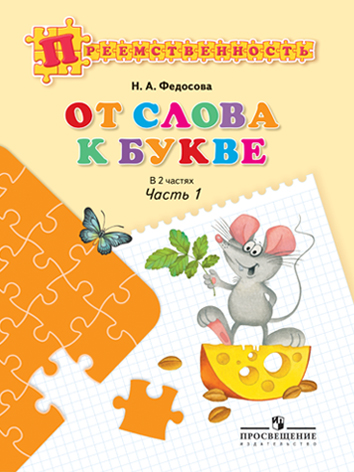 ПРЕЕМСТВЕННОСТЬ
Н. А. Федосова
ОТ СЛОВА
К БУКВЕ
В 2 частях
Часть 1
ПРОСВЕЩЕНИЕ
ИЗДАТЕЛЬСТВО